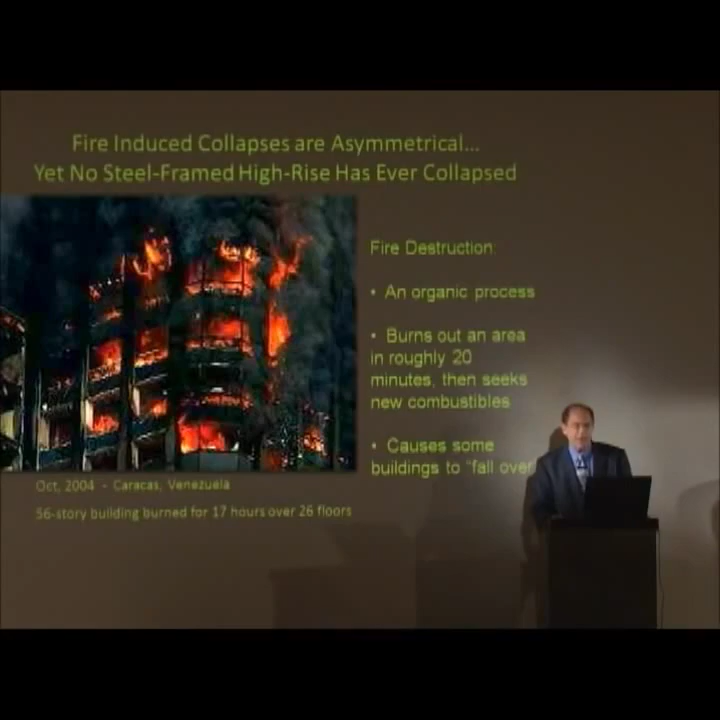 Fire Induced Collapses are Asymmetrical...
Yet No Steel-Framed High-Rise Has Ever Collapsed
Fire Destruction:
• An organic process
• Burns out an area
in roughly 20
minutes, then seeks
new combustibles
• Causes some
buildings to "fall over
Oct, 2004 - Caracas, Venezuela
56-story building burned for 17 hours over 26 floors